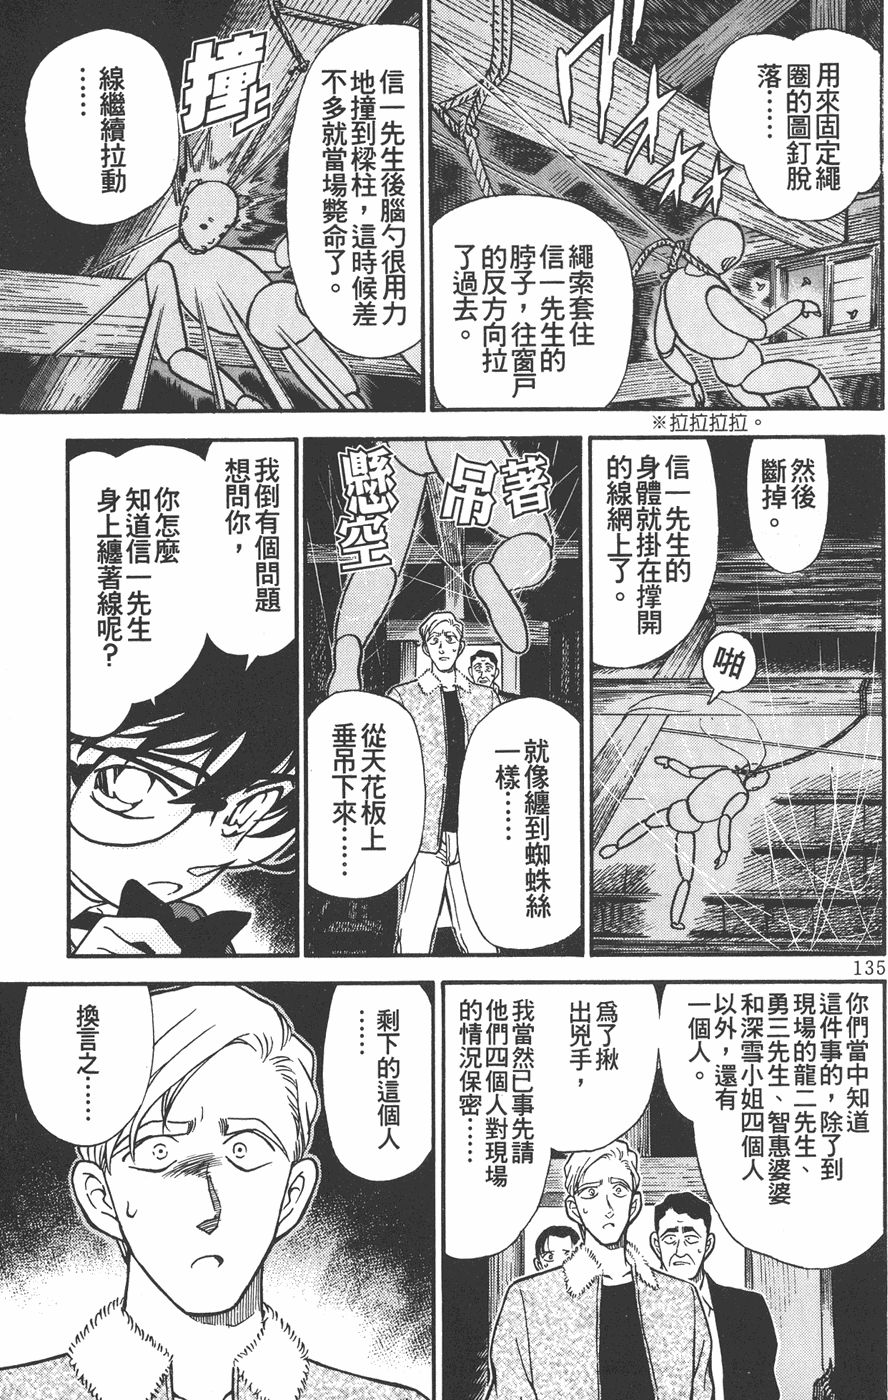 用來固定繩
圈的圖釘脫
落……
繩索套住
信一先生的
脖子，往窗戶
的反方向拉
了過去。
※拉拉拉拉。
信一先生後腦勺很用力
地撞到樑柱，這時候差
不多就當場斃命了。
撞上
線繼續拉動
……
然後
斷掉。
信一先生的
身體就掛在撐開
的線網上了。
啪
懸空
吊著
就像纏到蜘蛛絲
一樣……
從天花板上
垂吊下來……
我倒有個問題
想問你，
你怎麼
知道信一先生
身上纏著線呢？
135
你們當中知道
這件事的，除了到
現場的龍二先生、
勇三先生、智惠婆婆
和深雪小姐四個人
以外，還有
一個人。
為了揪
出兇手，
我當然已事先請
他們四個人對現場
的情況保密……
剩下的這個人
……
換言之……